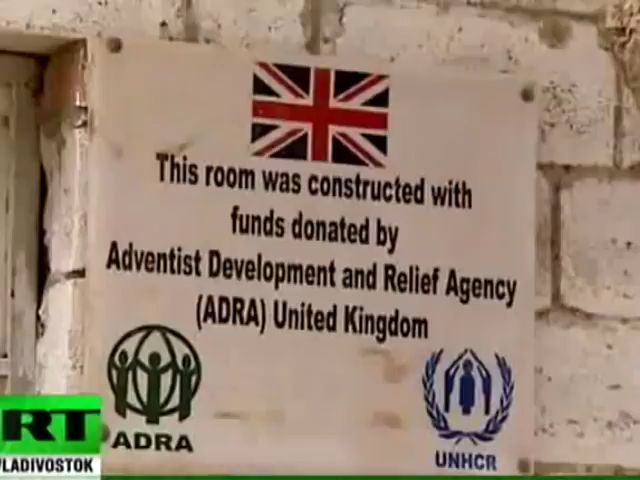 This room was constructed with
funds donated by
Adventist Development and Relief Agency
(ADRA) United Kingdom
ADRA
UNHCR
RT
VLADIVOSTOK